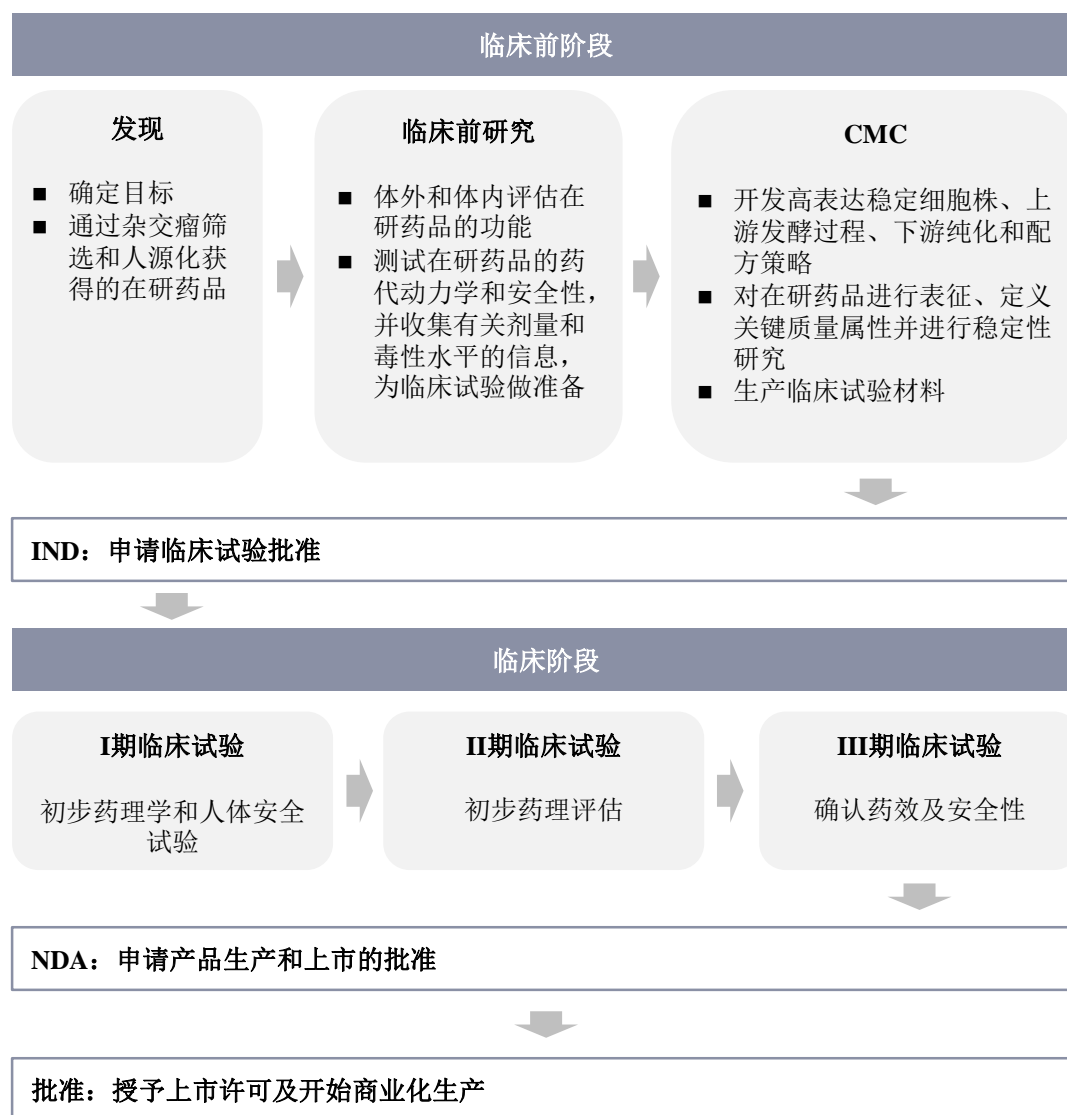 临床前阶段
发现
■ 确定目标
■ 通过杂交瘤筛
选和人源化获
得的在研药品
临床前研究
■ 体外和体内评估在
研药品的功能
■ 测试在研药品的药
代动力学和安全性，
并收集有关剂量和
毒性水平的信息，
为临床试验做准备
CMC
■ 开发高表达稳定细胞株、上
游发酵过程、下游纯化和配
方策略
■ 对在研药品进行表征、定义
关键质量属性并进行稳定性
研究
■ 生产临床试验材料
IND：申请临床试验批准
临床阶段
I期临床试验
初步药理学和人体安全
试验
II期临床试验
初步药理评估
III期临床试验
确认药效及安全性
NDA：申请产品生产和上市的批准
批准：授予上市许可及开始商业化生产